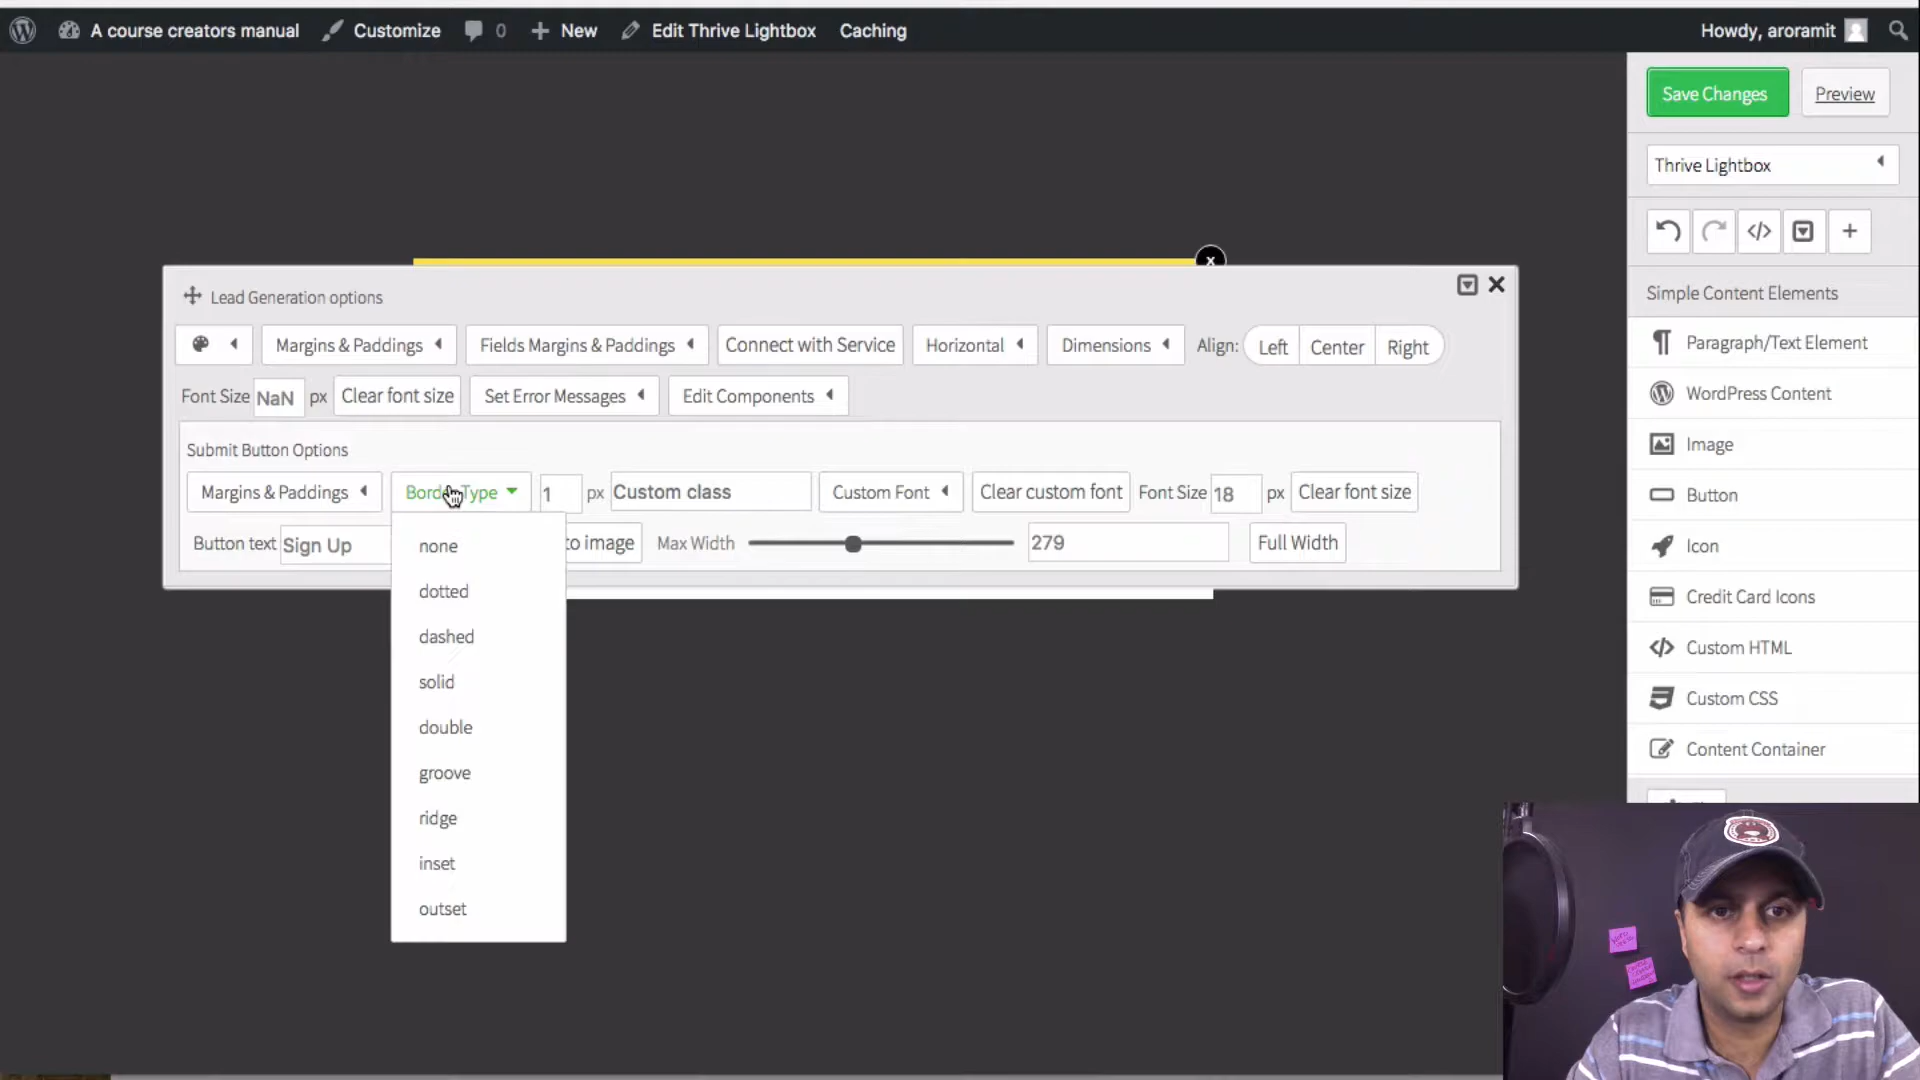 A course creators manual Customize 0 New Edit Thrive Lightbox Caching Howdy, aroramit
Save Changes Preview
Thrive Lightbox
x
Lead Generation options
Margins & Paddings Fields Margins & Paddings Connect with Service Horizontal Dimensions Align: Left Center Right
Font Size NaN px Clear font size Set Error Messages Edit Components
Submit Button Options
Margins & Paddings Type 1 px Custom class Custom Font Clear custom font Font Size 18 px Clear font size
Button text Sign Up to image Max Width 279 Full Width
none
dotted
dashed
solid
double
groove
ridge
inset
outset
Simple Content Elements
Paragraph/Text Element
WordPress Content
Image
Button
Icon
Credit Card Icons
Custom HTML
Custom CSS
Content Container